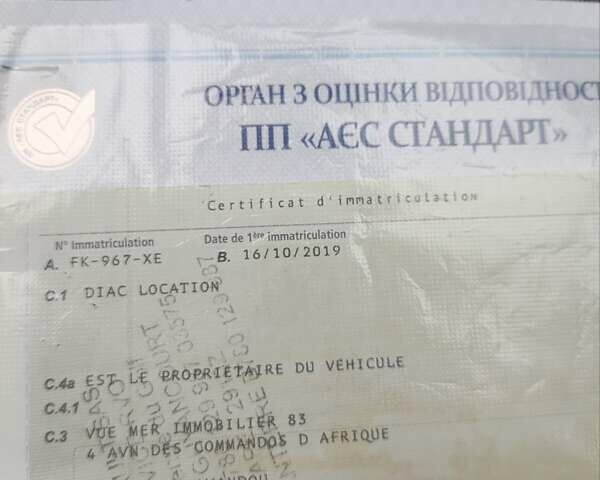 ОРГАН З ОЦІНКИ ВІДПОВІДНОСТ
ПП «АЄС СТАНДАРТ»
АЄС СТАНДАРТ
Certificat d'immatriculation
N° Immatriculation Date de 1ère immatriculation
A. FK-967-XE B. 16/10/2019
C.1 DIAC LOCATION
C.4a EST LE PROPRIETAIRE DU VEHICULE
C.4.1
C.3 VUE MER IMMOBILIER 83
4 AVN DES COMMANDOS D AFRIQUE